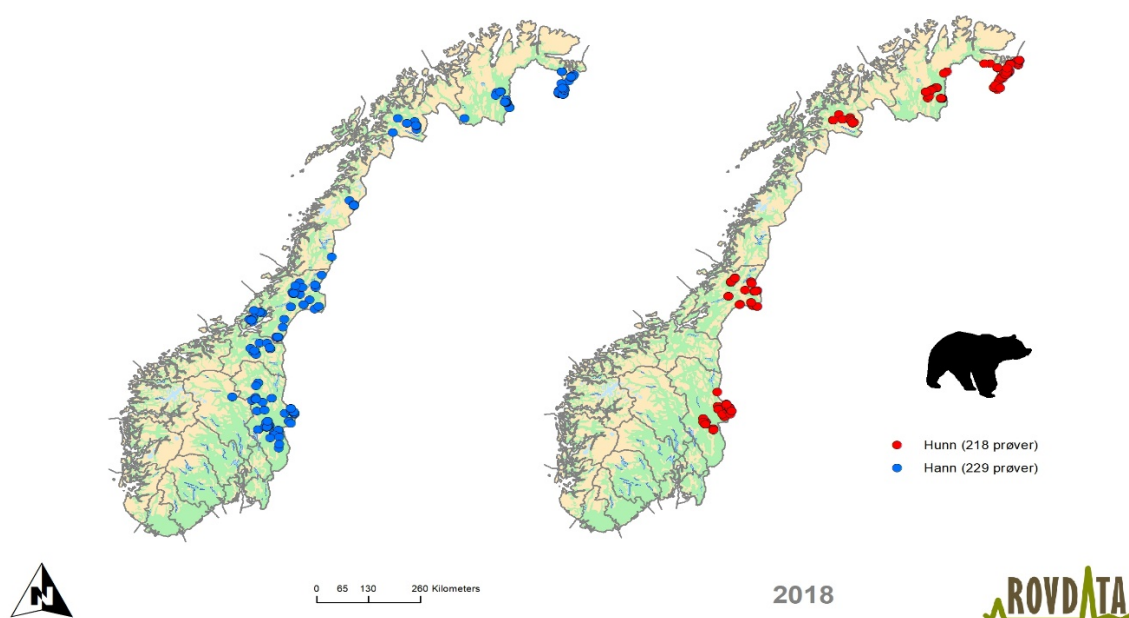 Hunn (218 prøver)
Hann (229 prøver)
N
0 65 130 260 Kilometers
2018
ROVDATA